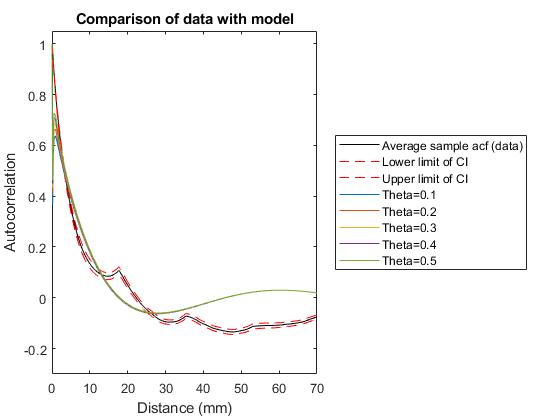 Comparison of data with model
1
0.8
0.6
0.4
0.2
0
-0.2
Autocorrelation
0 10 20 30 40 50 60 70
Distance (mm)
Average sample acf (data)
Lower limit of CI
Upper limit of CI
Theta=0.1
Theta=0.2
Theta=0.3
Theta=0.4
Theta=0.5